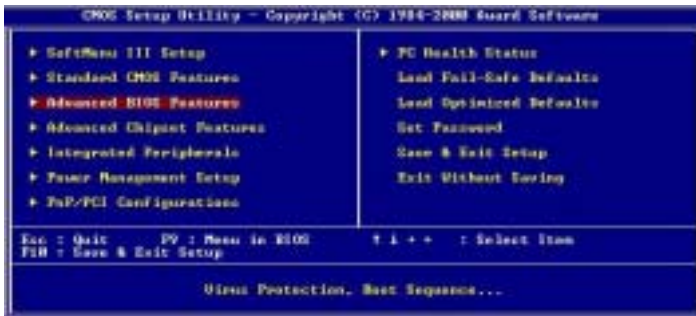 CMOS Setup Utility - Copyright (C) 1984-2000 Award Software
SoftMenu III Setup
Standard CMOS Features
Advanced BIOS Features
Advanced Chipset Features
Integrated Peripherals
Power Management Setup
PnP/PCI Configurations
PC Health Status
Load Fail-Safe Defaults
Load Optimized Defaults
Set Password
Save & Exit Setup
Exit Without Saving
Esc : Quit F9 : Menu in BIOS ↑ ↓ → ← : Select Item
F10 : Save & Exit Setup
Virus Protection, Boot Sequence...